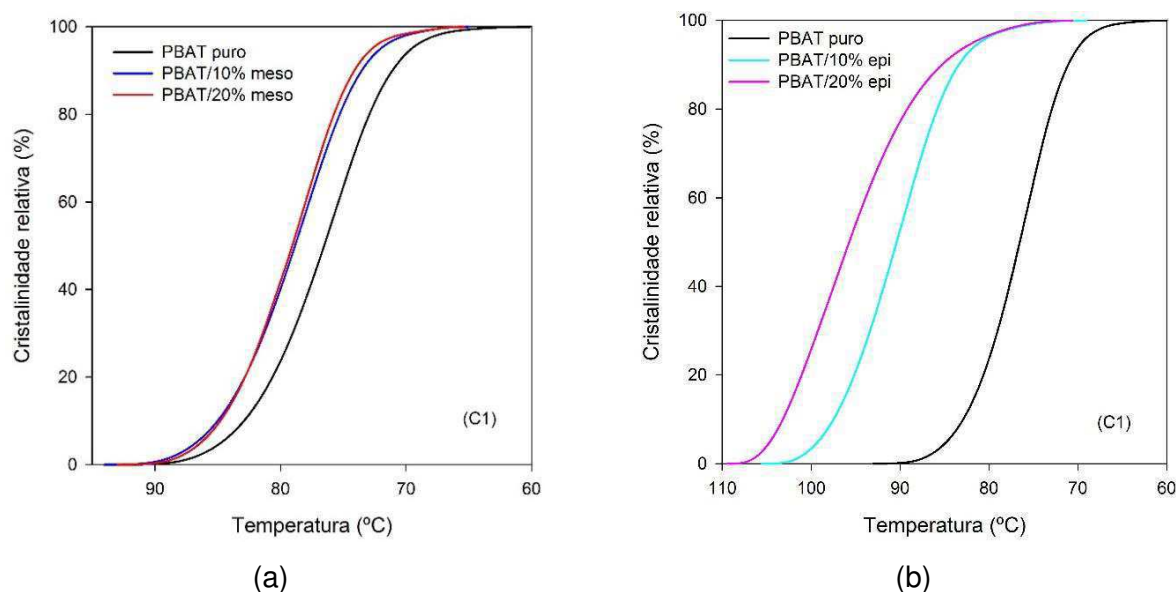 100
80
60
40
20
0
Cristalinidade relativa (%)
PBAT puro
PBAT/10% meso
PBAT/20% meso
(C1)
90
80
70
60
Temperatura (ºC)
(a)
100
80
60
40
20
0
Cristalinidade relativa (%)
PBAT puro
PBAT/10% epi
PBAT/20% epi
(C1)
110
100
90
80
70
60
Temperatura (ºC)
(b)